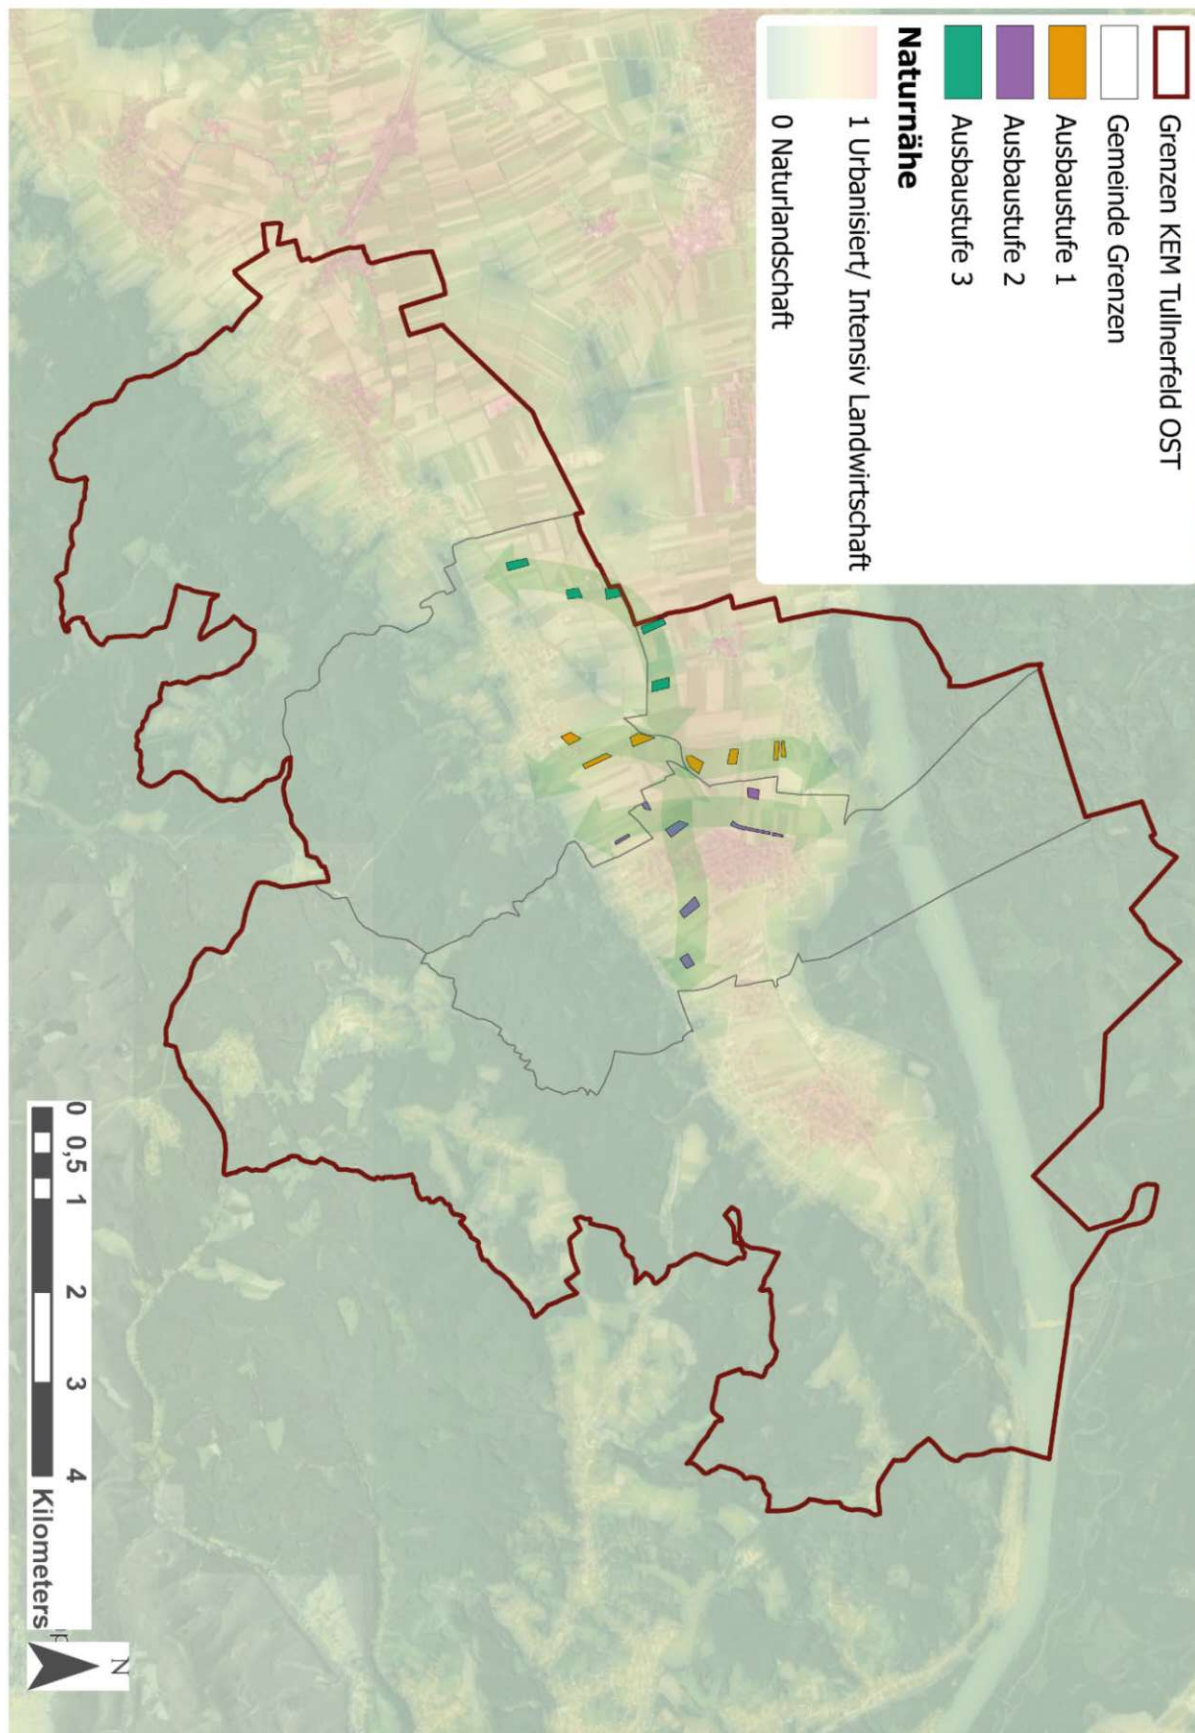 Grenzen KEM Tullnerfeld OST
Gemeinde Grenzen
Ausbaustufe 1
Ausbaustufe 2
Ausbaustufe 3
Naturnähe
1 Urbanisiert/ Intensiv Landwirtschaft
0 Naturlandschaft
0 0,5 1 2 3 4
Kilometers
N